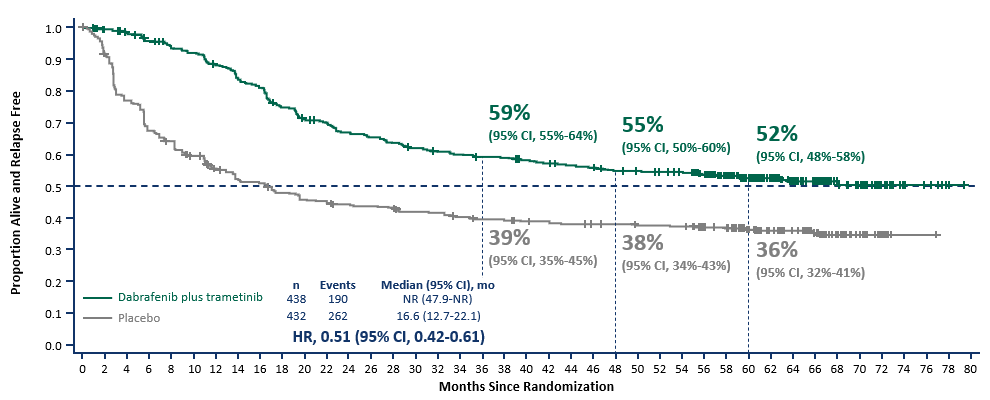 Proportion Alive and Relapse Free
1.0
0.9
0.8
0.7
0.6
0.5
0.4
0.3
0.2
0.1
0.0
59%
(95% CI, 55%-64%)
55%
(95% CI, 50%-60%)
52%
(95% CI, 48%-58%)
39%
(95% CI, 35%-45%)
38%
(95% CI, 34%-43%)
36%
(95% CI, 32%-41%)
n Events Median (95% CI), mo
Dabrafenib plus trametinib 438 190 NR (47.9-NR)
Placebo 432 262 16.6 (12.7-22.1)
HR, 0.51 (95% CI, 0.42-0.61)
0 2 4 6 8 10 12 14 16 18 20 22 24 26 28 30 32 34 36 38 40 42 44 46 48 50 52 54 56 58 60 62 64 66 68 70 72 74 76 78 80
Months Since Randomization